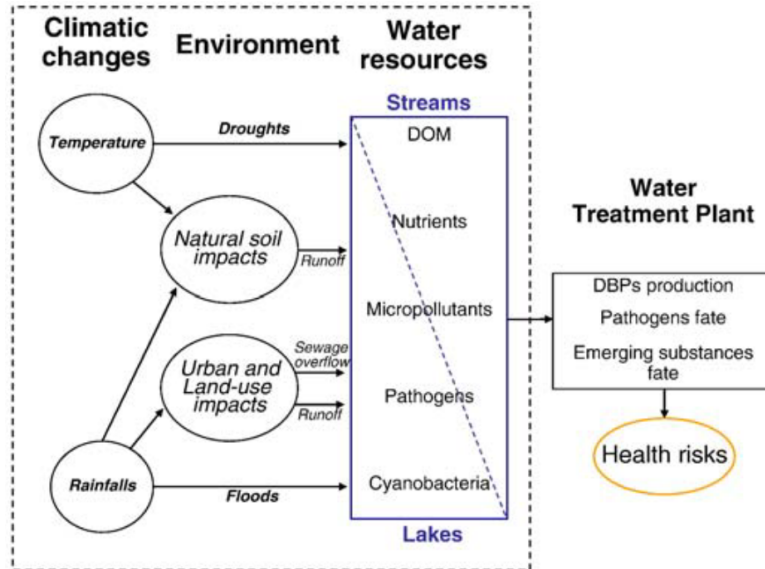 Climatic
changes
Environment
Water
resources
Streams
Temperature
Droughts
DOM
Water
Treatment Plant
Nutrients
Natural soil
impacts
Runoff
DBPs production
Micropollutants
Pathogens fate
Sewage
overflow
Emerging substances
fate
Urban and
Land-use
impacts
Runoff
Pathogens
Health risks
Rainfalls
Floods
Cyanobacteria
Lakes